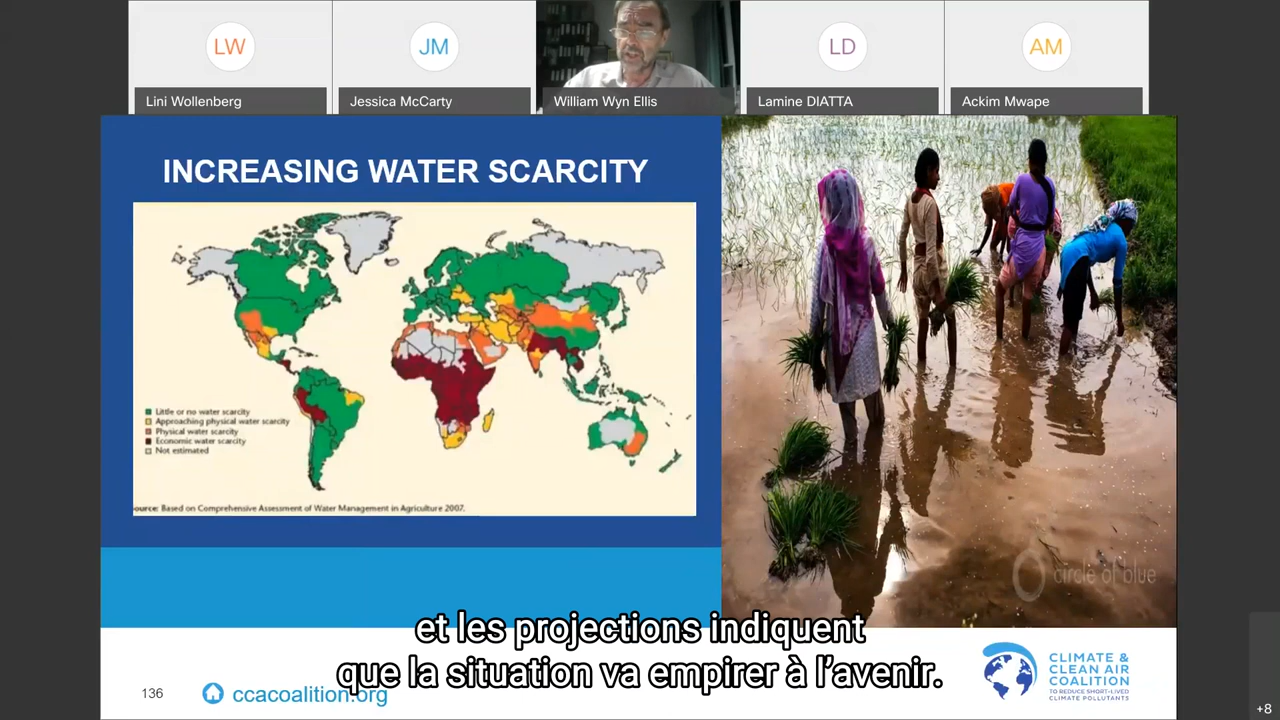 LW
JM
LD
AM
Lini Wollenberg
Jessica McCarty
William Wyn Ellis
Lamine DIATTA
Ackim Mwape
INCREASING WATER SCARCITY
Little or no water scarcity
Approaching physical water scarcity
Physical water scarcity
Economic water scarcity
Not estimated
ource: Based on Comprehensive Assessment of Water Management in Agriculture 2007.
circle of blue
et les projections indiquent
que la situation va empirer à l’avenir.
136
ccacoalition.org
CLIMATE &
CLEAN AIR
COALITION
TO REDUCE SHORT-LIVED
CLIMATE POLLUTANTS
+8